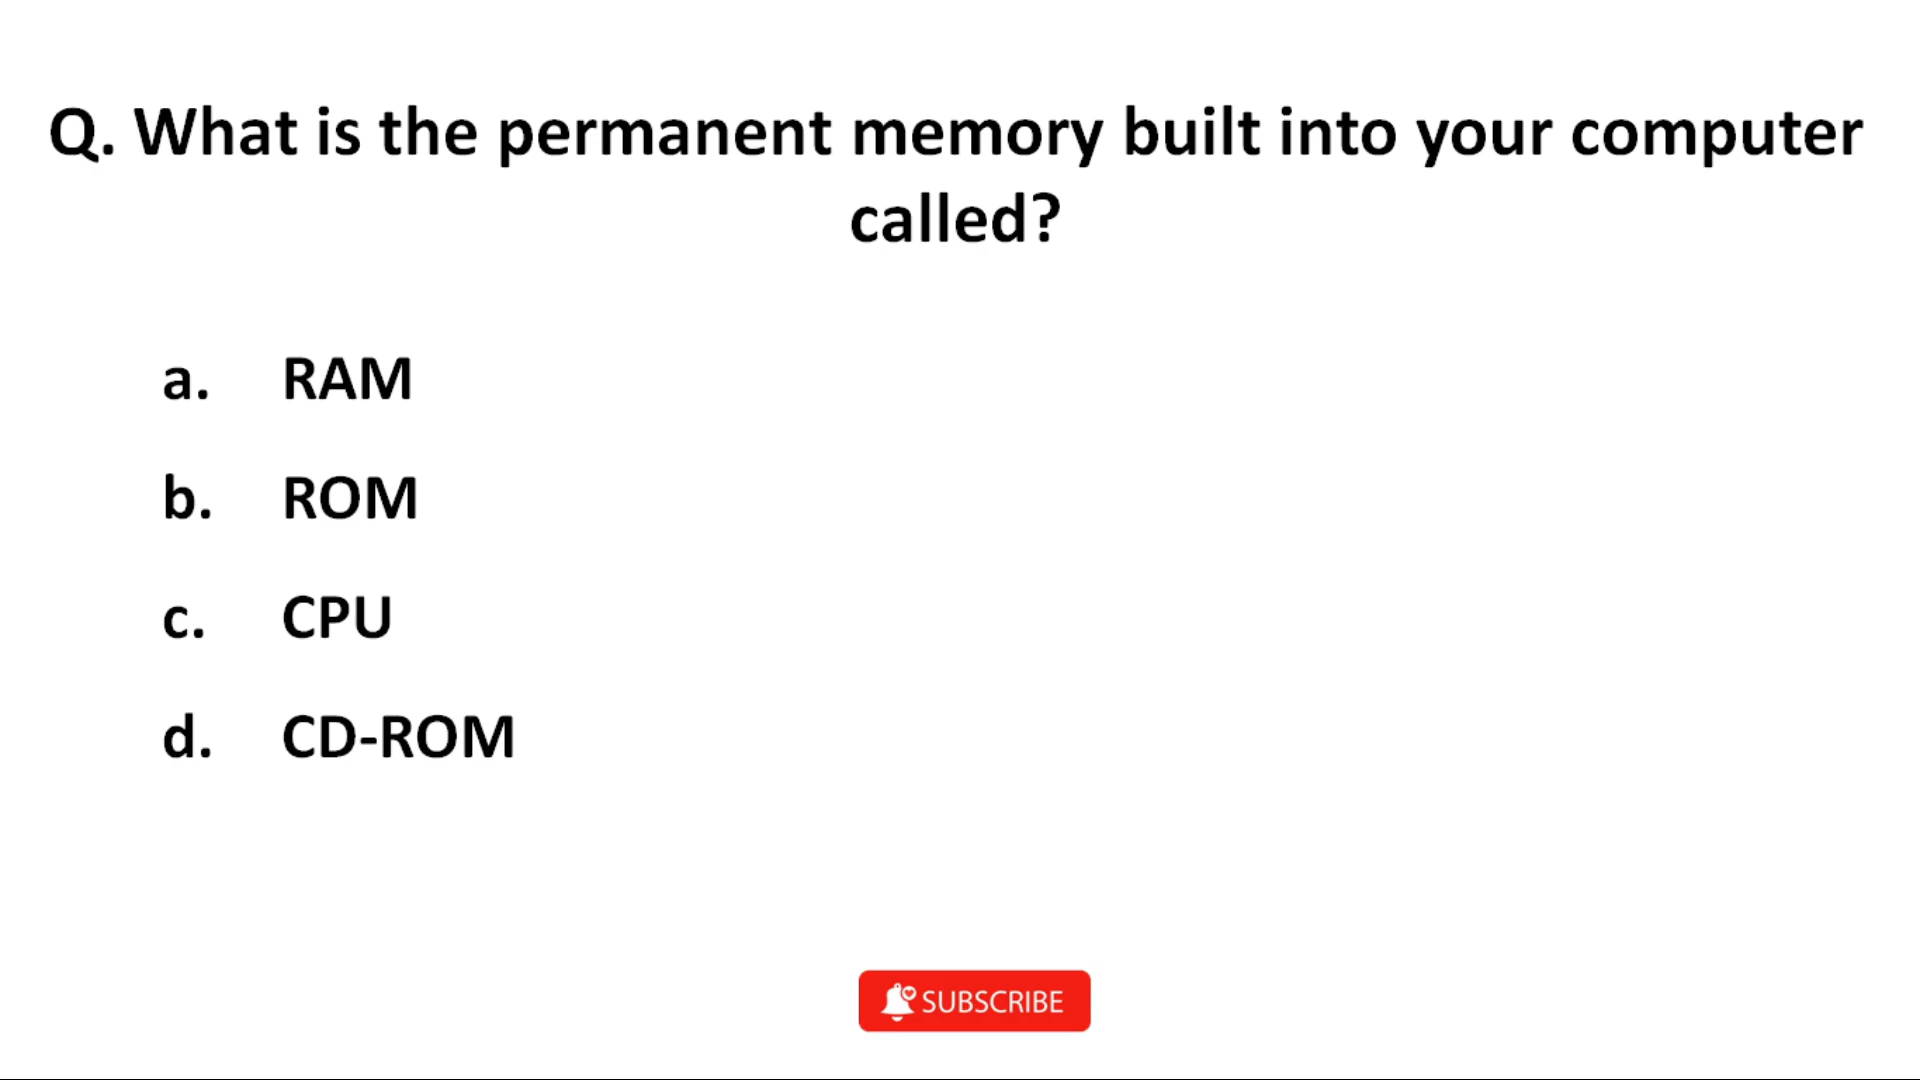 Q. What is the permanent memory built into your computer
called?
a. RAM
b. ROM
c. CPU
d. CD-ROM
SUBSCRIBE